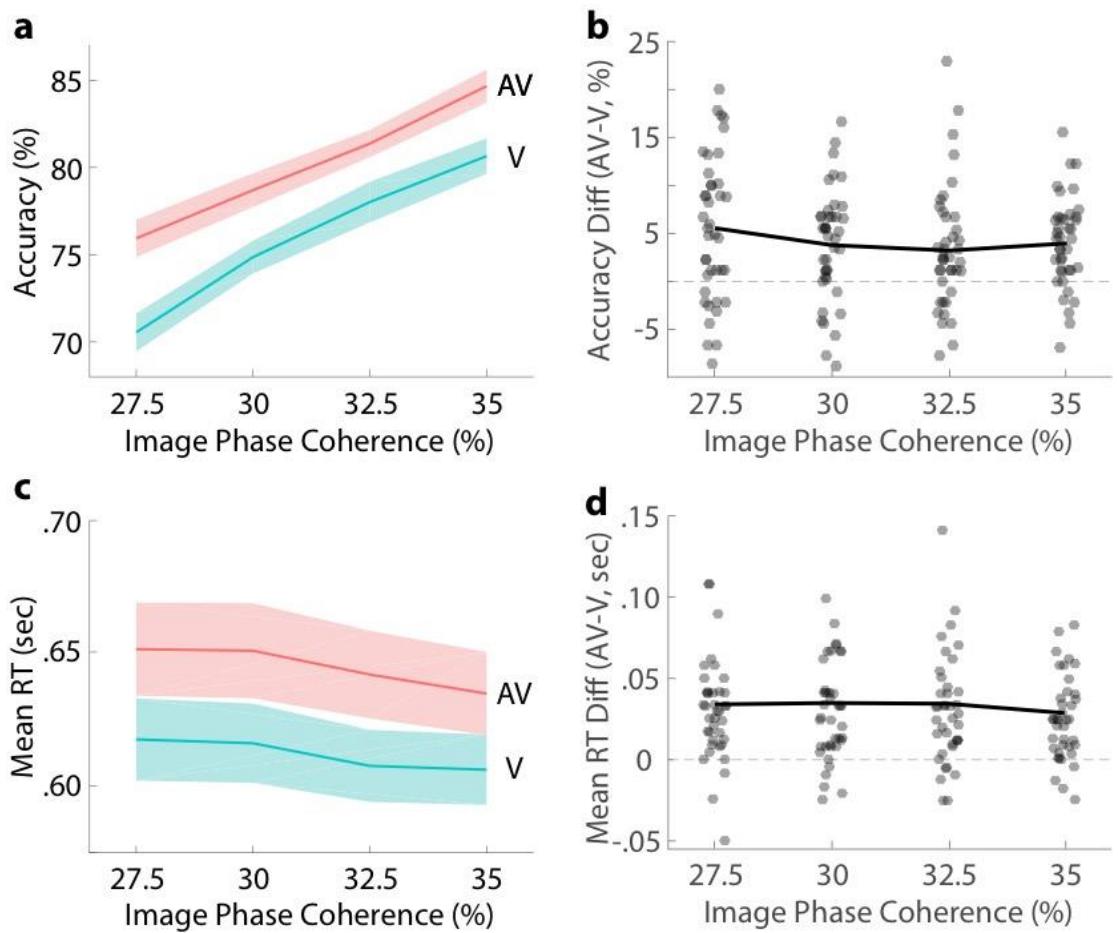 a
Accuracy (%)
85
80
75
70
AV
V
27.5 30 32.5 35
Image Phase Coherence (%)
b
Accuracy Diff (AV-V, %)
25
15
5
-5
27.5 30 32.5 35
Image Phase Coherence (%)
c
Mean RT (sec)
.70
.65
.60
AV
V
27.5 30 32.5 35
Image Phase Coherence (%)
d
Mean RT Diff (AV-V, sec)
.15
.10
.05
0
-.05
27.5 30 32.5 35
Image Phase Coherence (%)